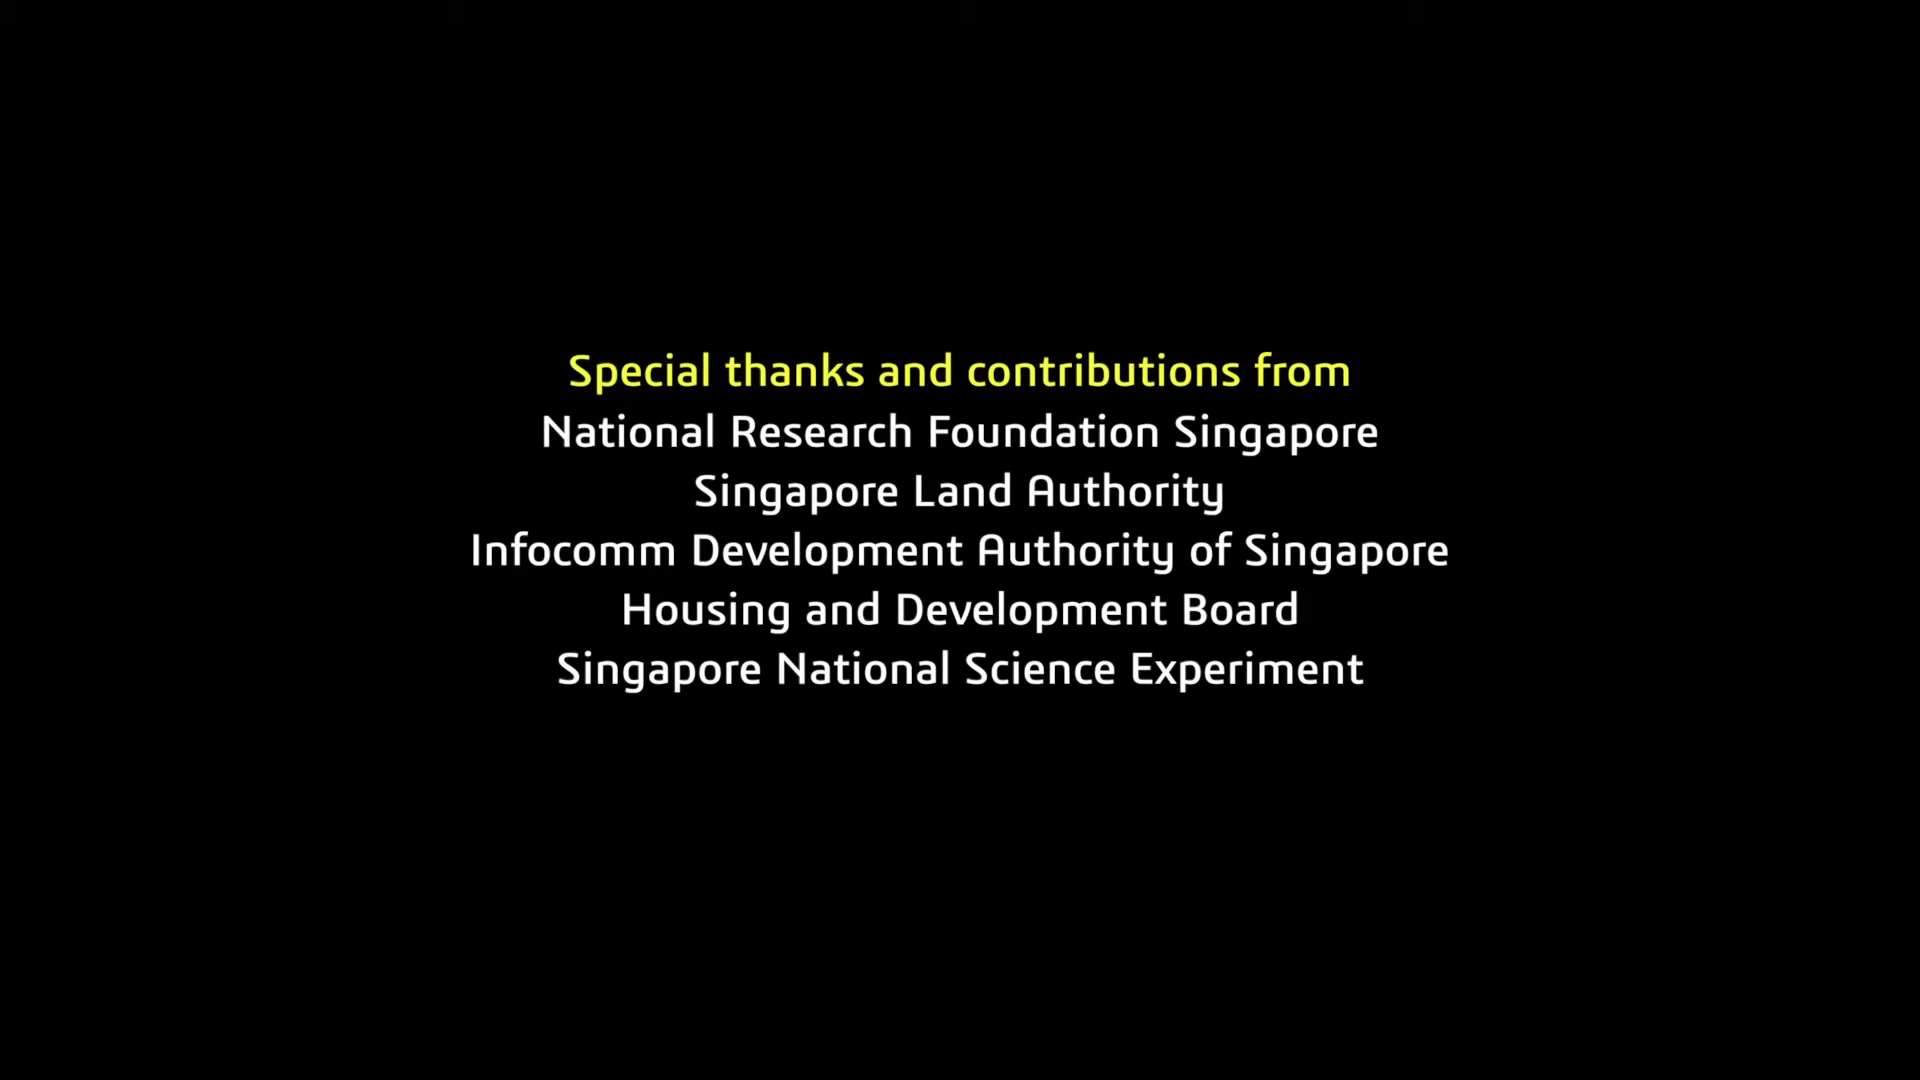 Special thanks and contributions from
National Research Foundation Singapore
Singapore Land Authority
Infocomm Development Authority of Singapore
Housing and Development Board
Singapore National Science Experiment